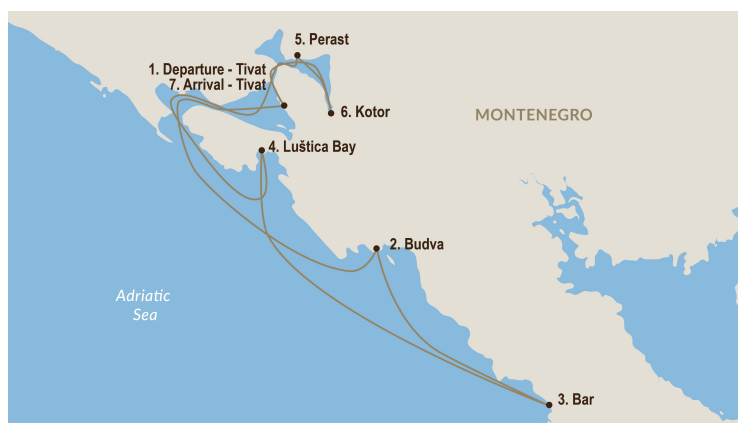 5. Perast
1. Departure - Tivat
7. Arrival - Tivat
6. Kotor
MONTENEGRO
4. Luštica Bay
2. Budva
Adriatic
Sea
3. Bar